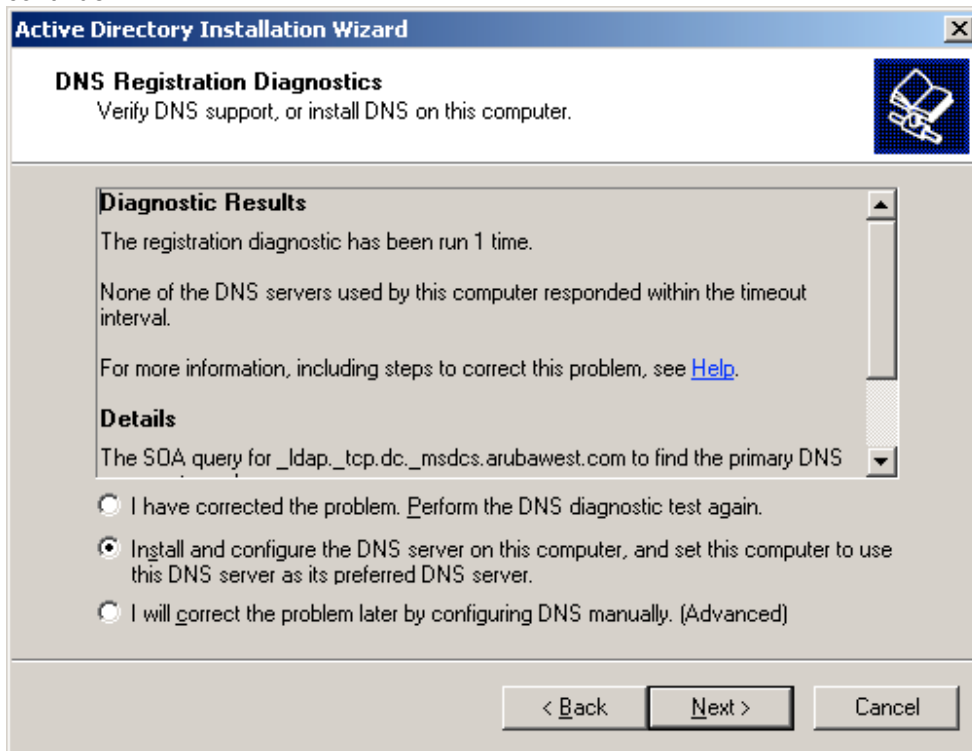 Active Directory Installation Wizard
DNS Registration Diagnostics
Verify DNS support, or install DNS on this computer.
Diagnostic Results
The registration diagnostic has been run 1 time.
None of the DNS servers used by this computer responded within the timeout
interval.
For more information, including steps to correct this problem, see Help.
Details
The SOA query for _ldap._tcp.dc._msdcs.arubawest.com to find the primary DNS
I have corrected the problem. Perform the DNS diagnostic test again.
Install and configure the DNS server on this computer, and set this computer to use
this DNS server as its preferred DNS server.
I will correct the problem later by configuring DNS manually. (Advanced)
< Back
Next >
Cancel